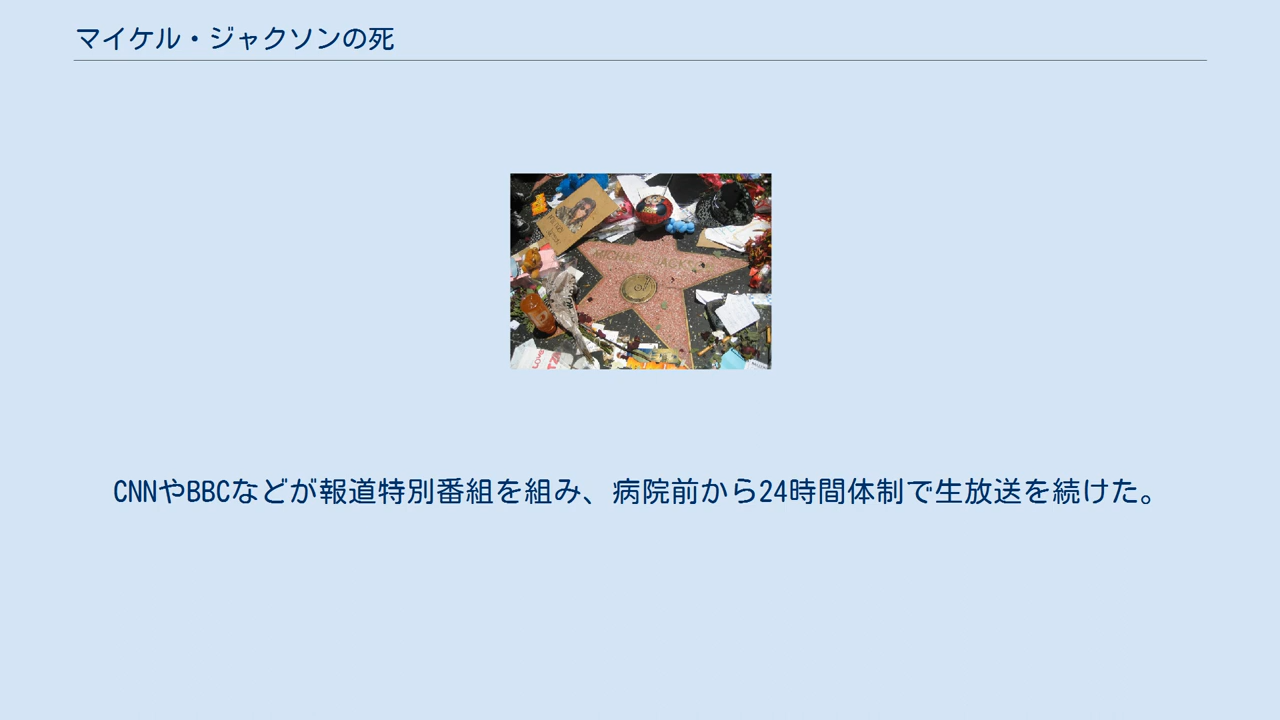 マイケル・ジャクソンの死
MICHAEL JACKSON
CNNやBBCなどが報道特別番組を組み、病院前から24時間体制で生放送を続けた。